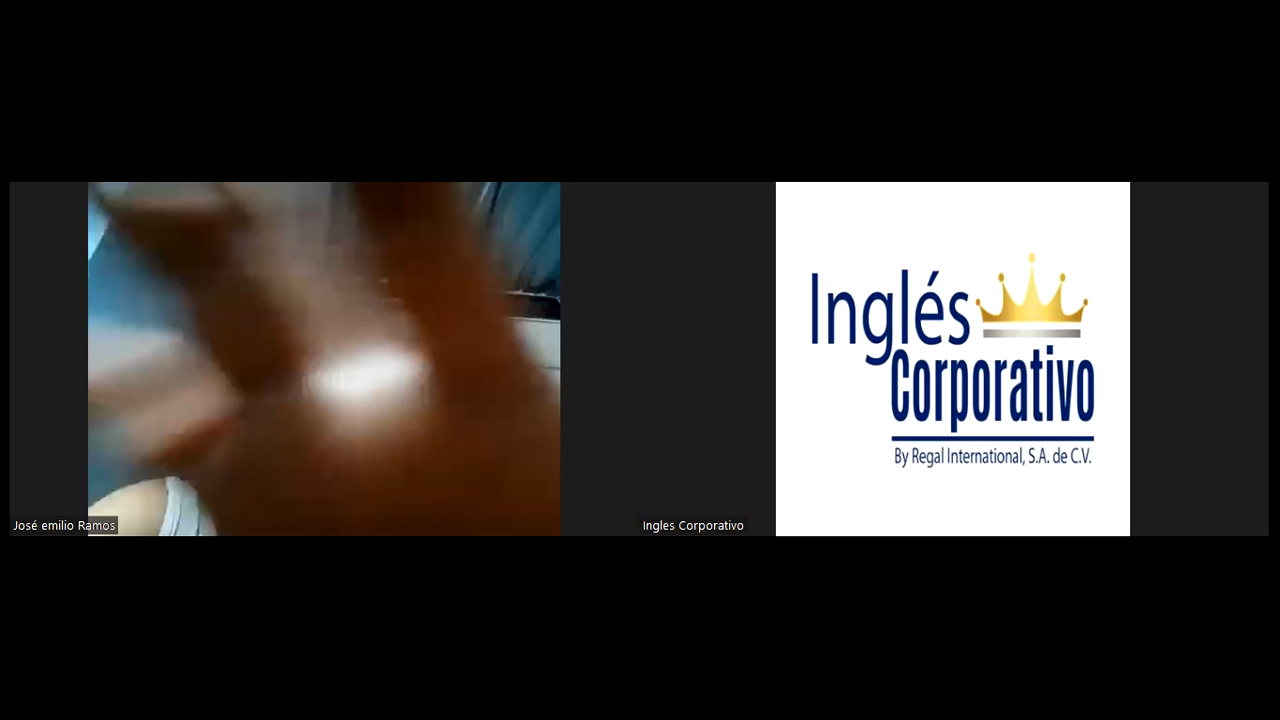 Inglés
Corporativo
By Regal International, S.A. de C.V.
José emilio Ramos
Ingles Corporativo